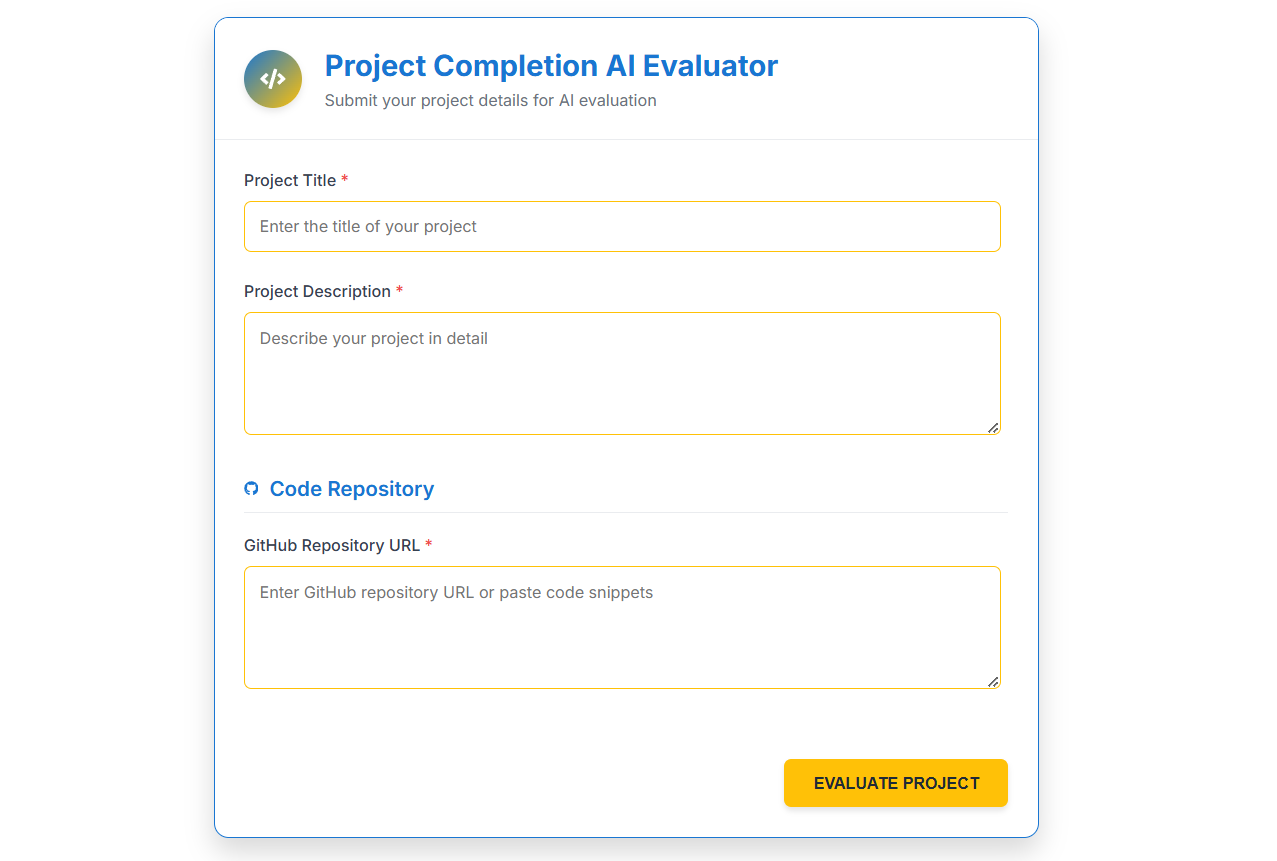 </>
Project Completion AI Evaluator
Submit your project details for AI evaluation
Project Title *
Enter the title of your project
Project Description *
Describe your project in detail
Code Repository
GitHub Repository URL *
Enter GitHub repository URL or paste code snippets
EVALUATE PROJECT